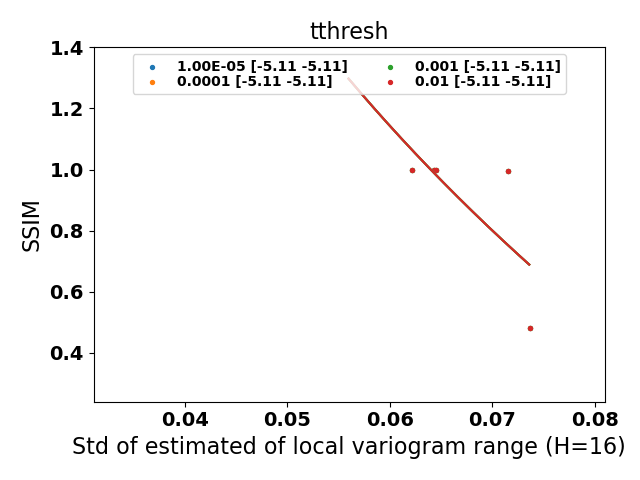 tthresh
1.4
1.00E-05 [-5.11 -5.11]
0.001 [-5.11 -5.11]
0.0001 [-5.11 -5.11]
0.01 [-5.11 -5.11]
1.2
1.0
0.8
0.6
0.4
SSIM
0.04 0.05 0.06 0.07 0.08
Std of estimated of local variogram range (H=16)